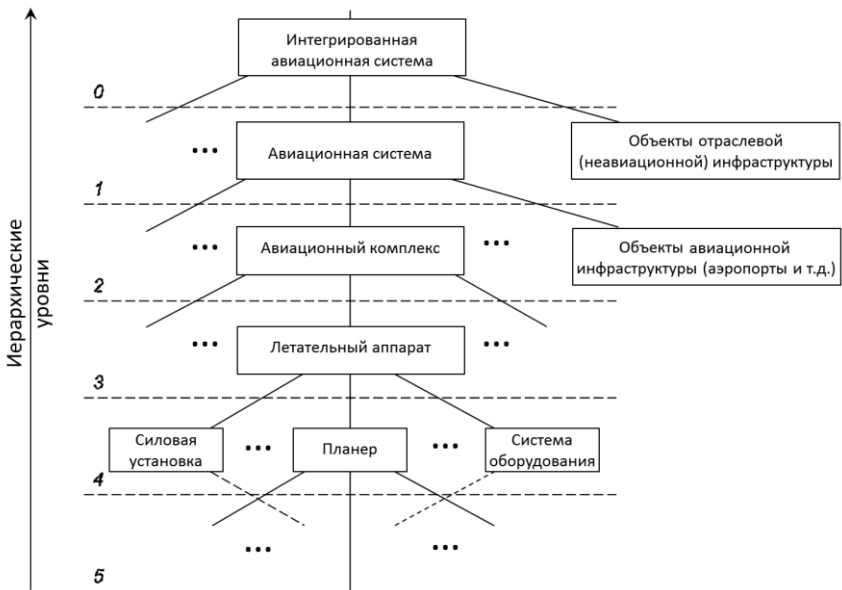 Интегрированная
авиационная система
0
...
Авиационная система
Объекты отраслевой
(неавиационной) инфраструктуры
1
...
Авиационный комплекс
...
Объекты авиационной
инфраструктуры (аэропорты и т.д.)
2
...
Летательный аппарат
...
3
Силовая
установка
...
Планер
...
Система
оборудования
4
...
...
5
Иерархические
уровни